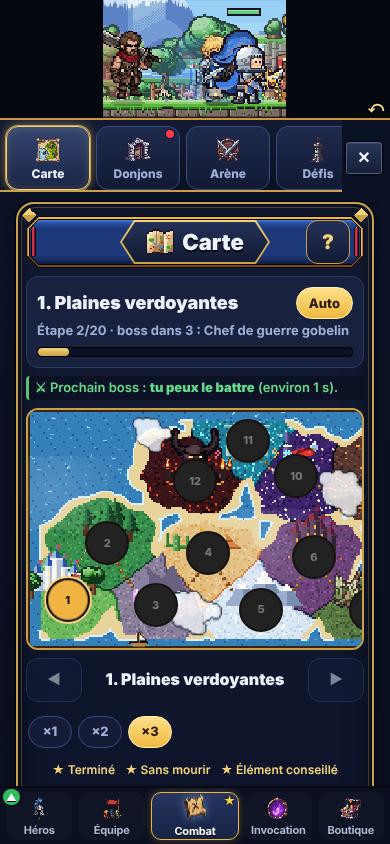 Carte
Donjons
Arène
Défis
×
Carte
?
1. Plaines verdoyantes
Auto
Étape 2/20 · boss dans 3 : Chef de guerre gobelin
⚔ Prochain boss : tu peux le battre (environ 1 s).
11
12
10
2
4
6
1
3
5
◀ 1. Plaines verdoyantes ▶
×1 ×2 ×3
★ Terminé ★ Sans mourir ★ Élément conseillé
Héros
Équipe
Combat
Invocation
Boutique